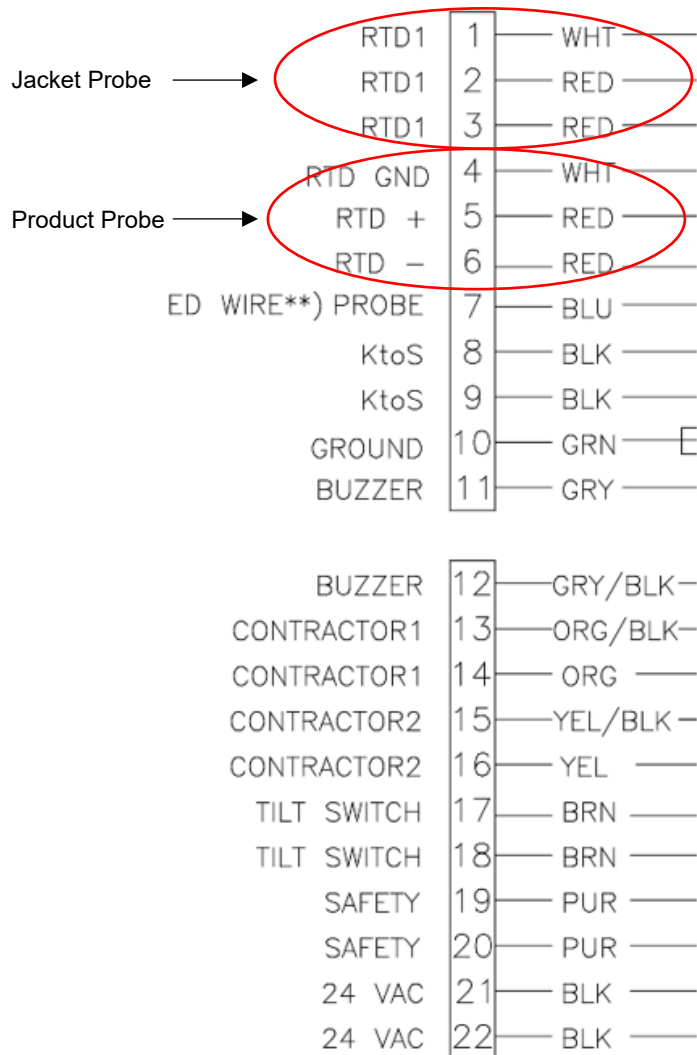 RTD1 1 WHT
Jacket Probe RTD1 2 RED
RTD1 3 RED
RTD GND 4 WHT
Product Probe RTD + 5 RED
RTD - 6 RED
ED WIRE**) PROBE 7 BLU
KtoS 8 BLK
KtoS 9 BLK
GROUND 10 GRN E
BUZZER 11 GRY
BUZZER 12 GRY/BLK
CONTRACTOR1 13 ORG/BLK
CONTRACTOR1 14 ORG
CONTRACTOR2 15 YEL/BLK
CONTRACTOR2 16 YEL
TILT SWITCH 17 BRN
TILT SWITCH 18 BRN
SAFETY 19 PUR
SAFETY 20 PUR
24 VAC 21 BLK
24 VAC 22 BLK